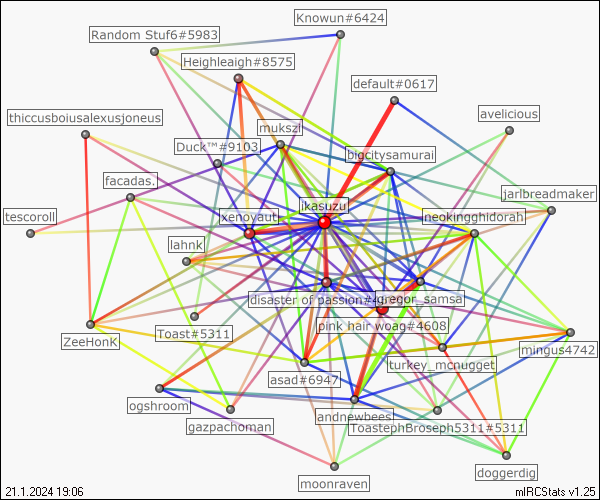 Knowun#6424
Random Stuf6#5983
Heighleaigh#8575
default#0617
avelicious
thiccusboiusalexusjoneus
mukszi
Duck™#9103
bigcitysamurai
facadas.
jarlbreadmaker
ikasuzu
tescoroll
xenoyaut
neokingghidorah
lahnk
disaster of passion.#4
gregor_samsa
pink hair woag#4608
Toast#5311
ZeeHonK
mingus4742
turkey_mcnugget
asad#6947
ogshroom
andnewbees
gazpachoman
ToastephBroseph5311#5311
doggerdig
moonraven
21.1.2024 19:06
mIRCStats v1.25